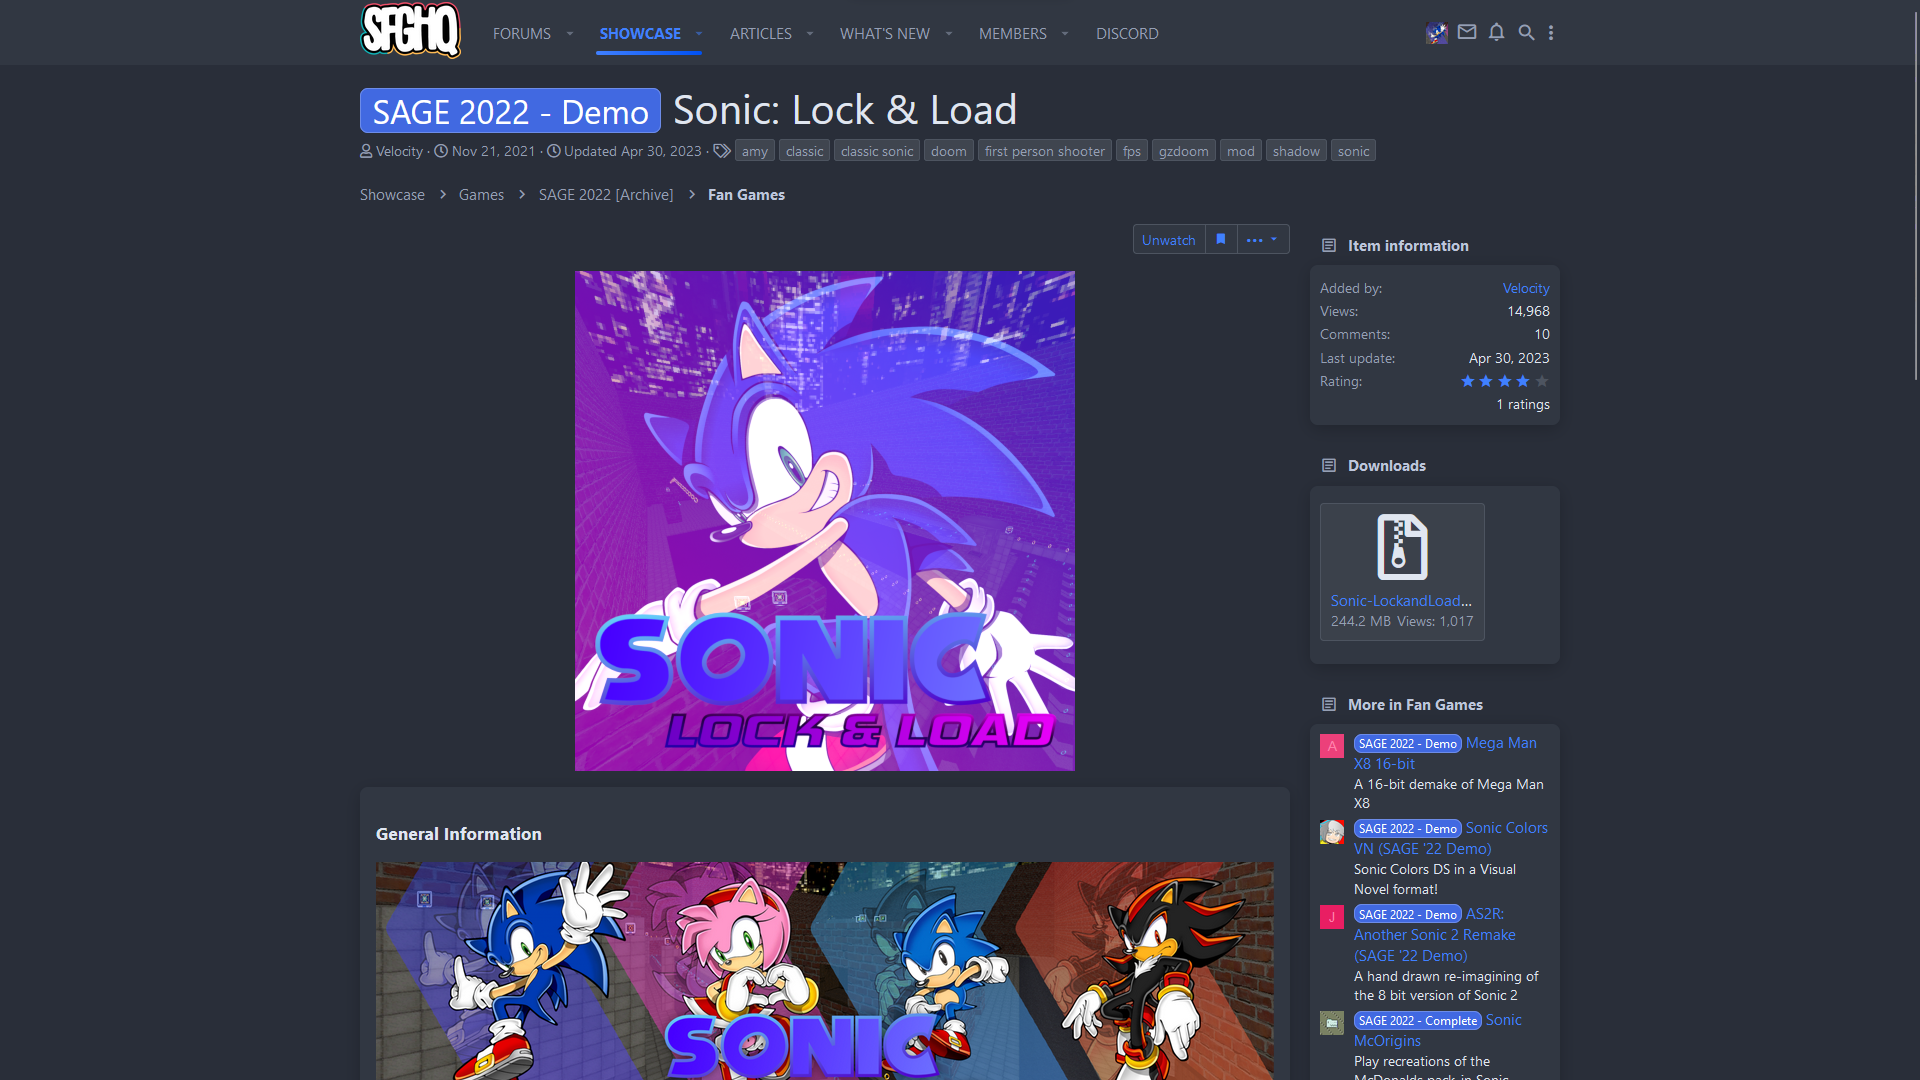 SFGHQ
FORUMS
SHOWCASE
ARTICLES
WHAT'S NEW
MEMBERS
DISCORD
SAGE 2022 - Demo Sonic: Lock & Load
Velocity · Nov 21, 2021 · Updated Apr 30, 2023 · amy classic classic sonic doom first person shooter fps gzdoom mod shadow sonic
Showcase > Games > SAGE 2022 [Archive] > Fan Games
Unwatch
SONIC
LOCK & LOAD
General Information
SONIC
Item information
Added by: Velocity
Views: 14,968
Comments: 10
Last update: Apr 30, 2023
Rating:
1 ratings
Downloads
Sonic-LockandLoad...
244.2 MB Views: 1,017
More in Fan Games
A
SAGE 2022 - Demo Mega Man
X8 16-bit
A 16-bit demake of Mega Man
X8
SAGE 2022 - Demo Sonic Colors
VN (SAGE '22 Demo)
Sonic Colors DS in a Visual
Novel format!
J
SAGE 2022 - Demo AS2R:
Another Sonic 2 Remake
(SAGE '22 Demo)
A hand drawn re-imagining of
the 8 bit version of Sonic 2
SAGE 2022 - Complete Sonic
McOrigins
Play recreations of the
McDonalds pack-in Sonic